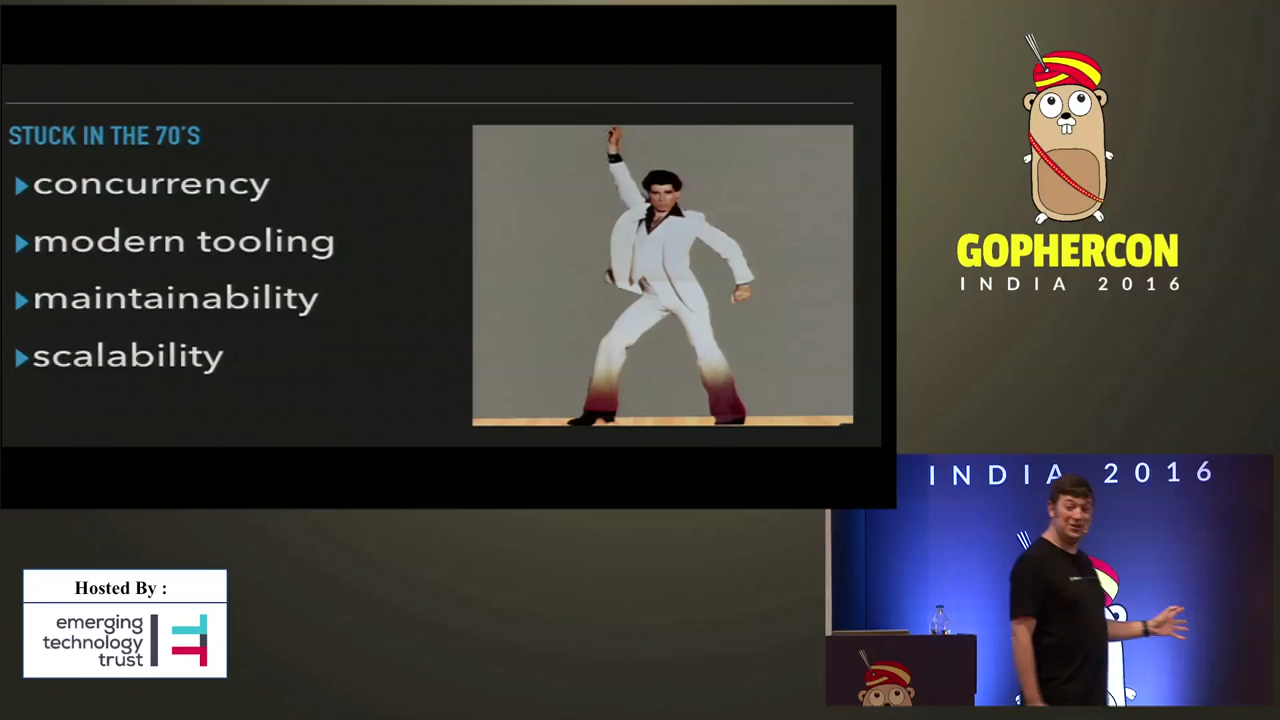 STUCK IN THE 70'S
concurrency
modern tooling
maintainability
scalability
GOPHERCON
INDIA 2016
INDIA 2016
Hosted By :
emerging
technology
trust